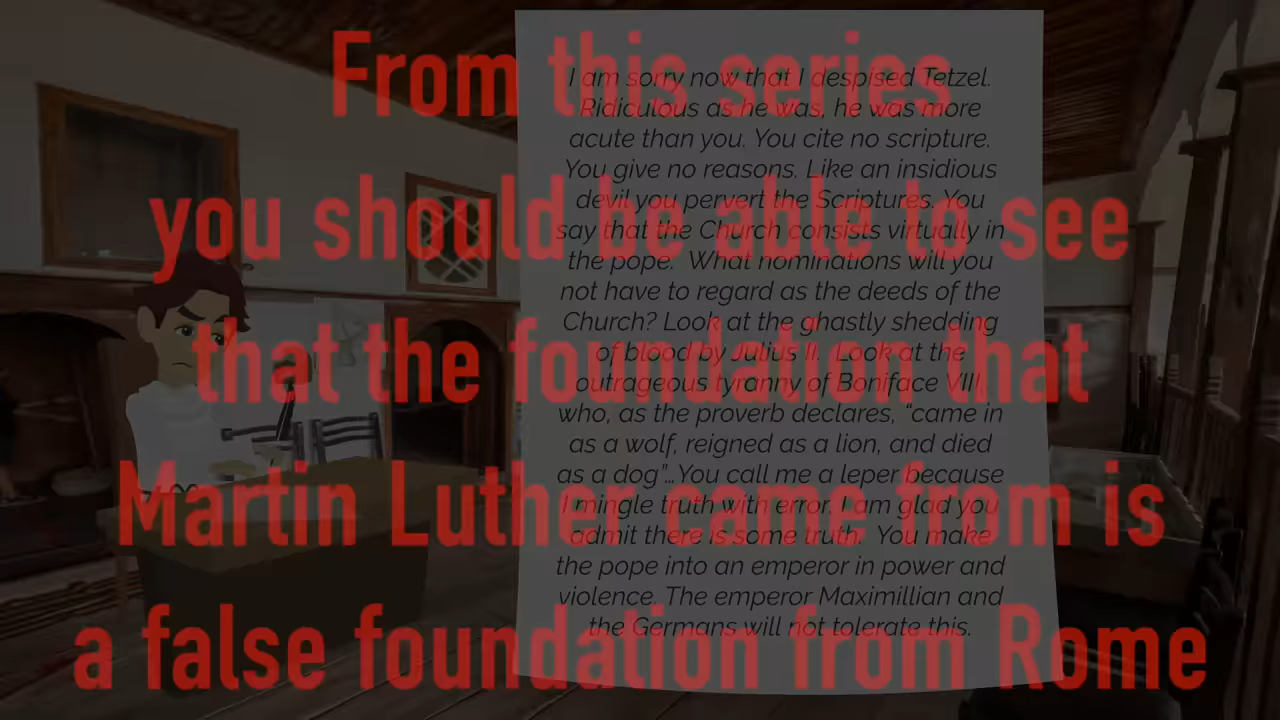 From this series
you should be able to see
that the foundation that
Martin Luther came from is
a false foundation from Rome
I am sorry now that I despised Tetzel.
Ridiculous as he was, he was more
acute than you. You cite no scripture.
You give no reasons. Like an insidious
devil you pervert the Scriptures. You
say that the Church consists virtually in
the pope. What nominations will you
not have to regard as the deeds of the
Church? Look at the ghastly shedding
of blood by Julius II. Look at the
outrageous tyranny of Boniface VIII,
who, as the proverb declares, "came in
as a wolf, reigned as a lion, and died
as a dog"...You call me a leper because
I mingle truth with error. I am glad you
admit there is some truth. You make
the pope into an emperor in power and
violence. The emperor Maximillian and
the Germans will not tolerate this.